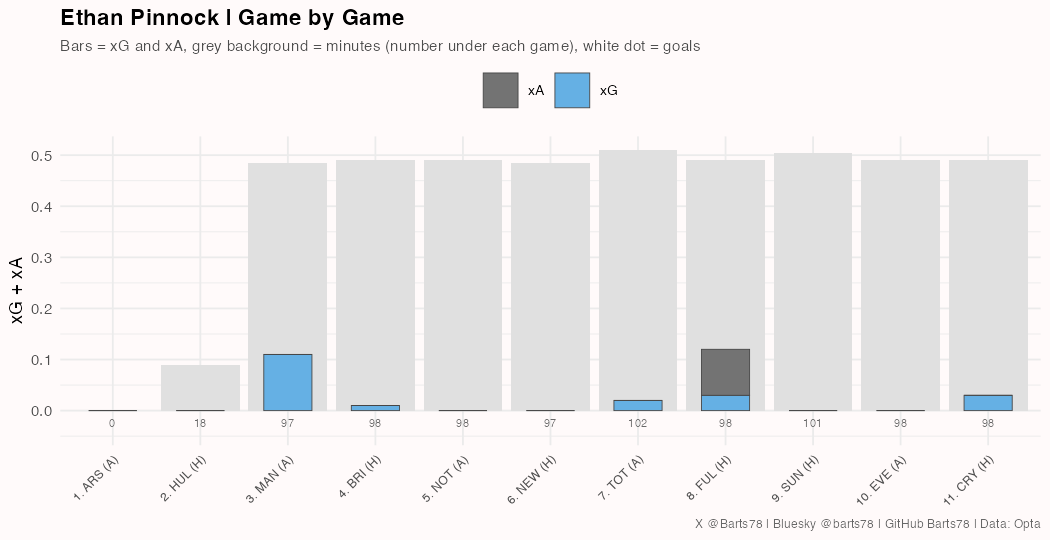 Ethan Pinnock | Game by Game
Bars = xG and xA, grey background = minutes (number under each game), white dot = goals
xA
xG
xG + xA
0.5
0.4
0.3
0.2
0.1
0.0
0 18 97 98 98 97 102 98 101 98 98
1. ARS (A) 2. HUL (H) 3. MAN (A) 4. BRI (H) 5. NOT (A) 6. NEW (H) 7. TOT (A) 8. FUL (H) 9. SUN (H) 10. EVE (A) 11. CRY (H)
X @Barts78 | Bluesky @barts78 | GitHub Barts78 | Data: Opta